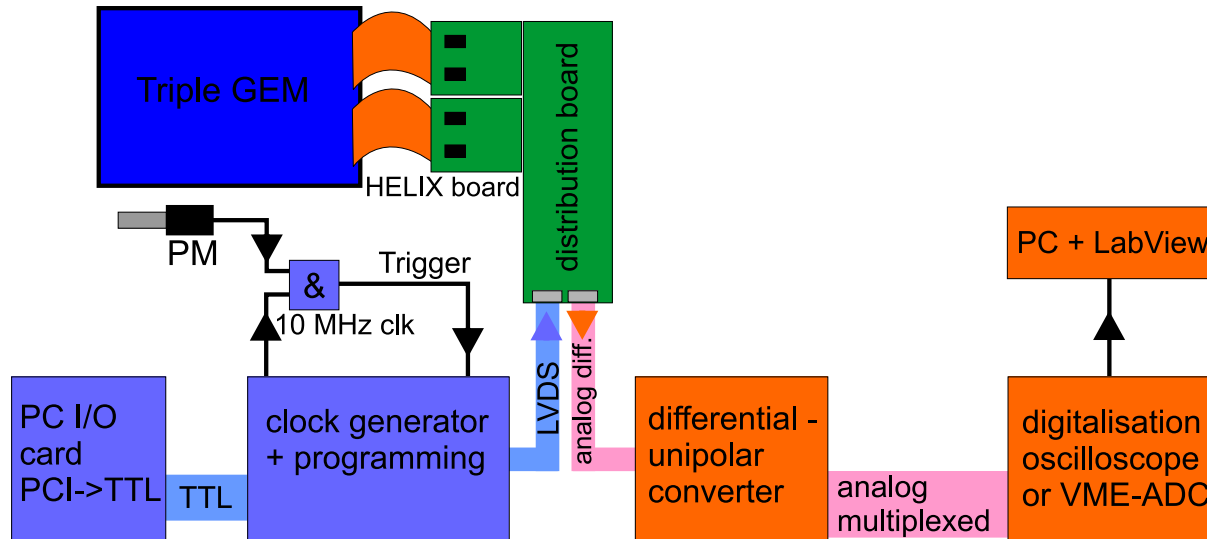 Triple GEM
distribution board
HELIX board
PM
Trigger
&
10 MHz clk
PC + LabView
LVDS
analog diff.
PC I/O
card
PCI->TTL
TTL
clock generator
+ programming
differential -
unipolar
converter
analog
multiplexed
digitalisation
oscilloscope
or VME-ADC